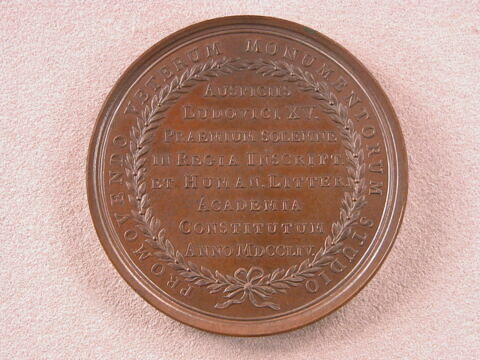 PROMOVENDO VETERUM MONUMENTORUM STUDIO
AUSPICIIS
LUDOVICI XV.
PRAEMIUM SOLEMNE
IN REGIA INSCRIPT.
ET HUMAN. LITTER.
ACADEMIA
CONSTITUTUM
ANNO MDCCLIV.